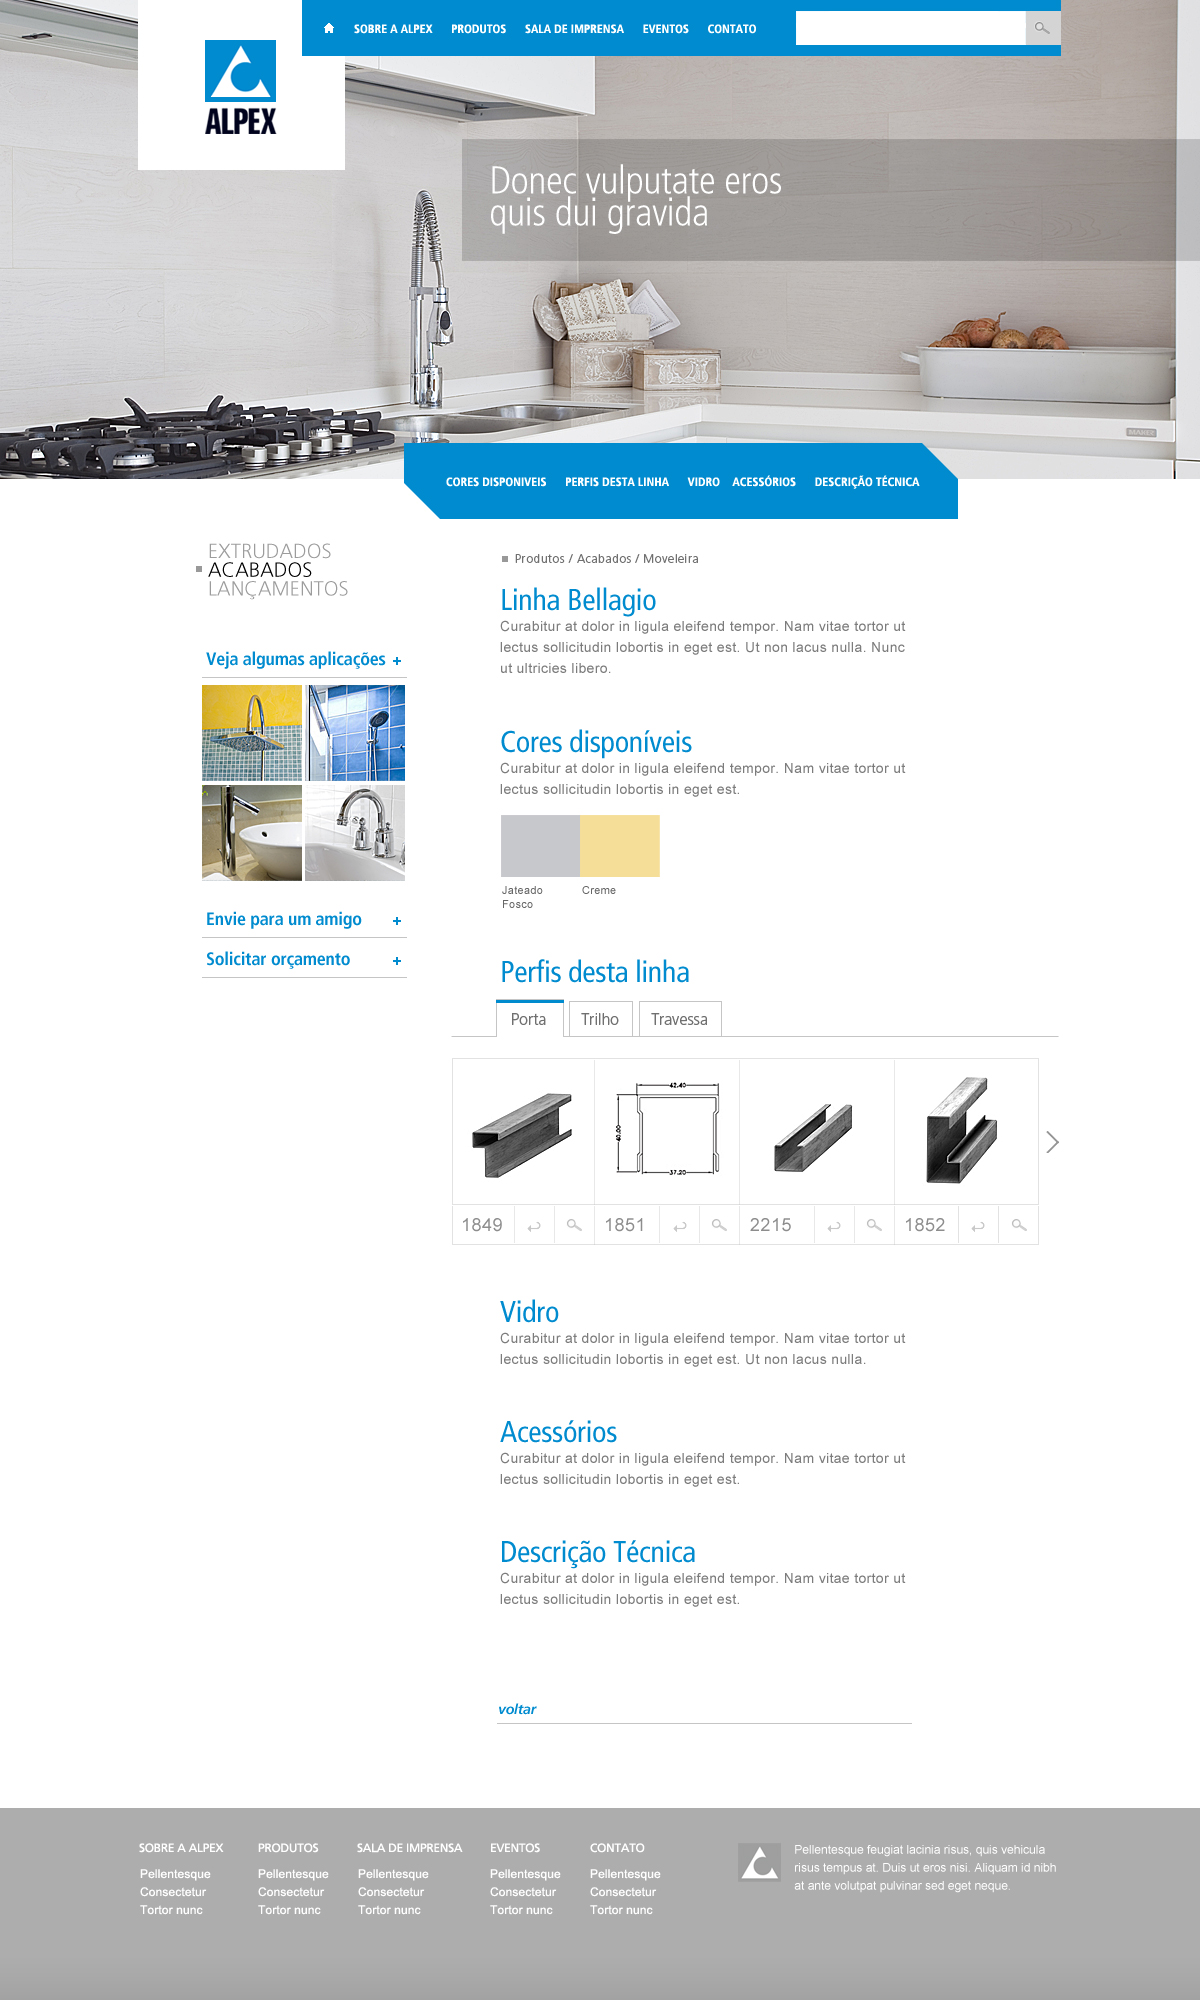 SOBRE A ALPEX PRODUTOS SALA DE IMPRENSA EVENTOS CONTATO
ALPEX
Donec vulputate eros
quis dui gravida
CORES DISPONIVEIS PERFIS DESTA LINHA VIDRO ACESSÓRIOS DESCRIÇÃO TÉCNICA
EXTRUDADOS
ACABADOS
LANÇAMENTOS
Veja algumas aplicações +
Envie para um amigo +
Solicitar orçamento +
Produtos / Acabados / Moveleira
Linha Bellagio
Curabitur at dolor in ligula eleifend tempor. Nam vitae tortor ut
lectus sollicitudin lobortis in eget est. Ut non lacus nulla. Nunc
ut ultricies libero.
Cores disponíveis
Curabitur at dolor in ligula eleifend tempor. Nam vitae tortor ut
lectus sollicitudin lobortis in eget est.
Jateado
Fosco
Creme
Perfis desta linha
Porta Trilho Travessa
62.40
60.00
57.20
1849 1851 2215 1852
Vidro
Curabitur at dolor in ligula eleifend tempor. Nam vitae tortor ut
lectus sollicitudin lobortis in eget est. Ut non lacus nulla.
Acessórios
Curabitur at dolor in ligula eleifend tempor. Nam vitae tortor ut
lectus sollicitudin lobortis in eget est.
Descrição Técnica
Curabitur at dolor in ligula eleifend tempor. Nam vitae tortor ut
lectus sollicitudin lobortis in eget est.
voltar
SOBRE A ALPEX
Pellentesque
Consectetur
Tortor nunc
PRODUTOS
Pellentesque
Consectetur
Tortor nunc
SALA DE IMPRENSA
Pellentesque
Consectetur
Tortor nunc
EVENTOS
Pellentesque
Consectetur
Tortor nunc
CONTATO
Pellentesque
Consectetur
Tortor nunc
Pellentesque feugiat lacinia risus, quis vehicula
risus tempus at. Duis ut eros nisi. Aliquam id nibh
at ante volutpat pulvinar sed eget neque.